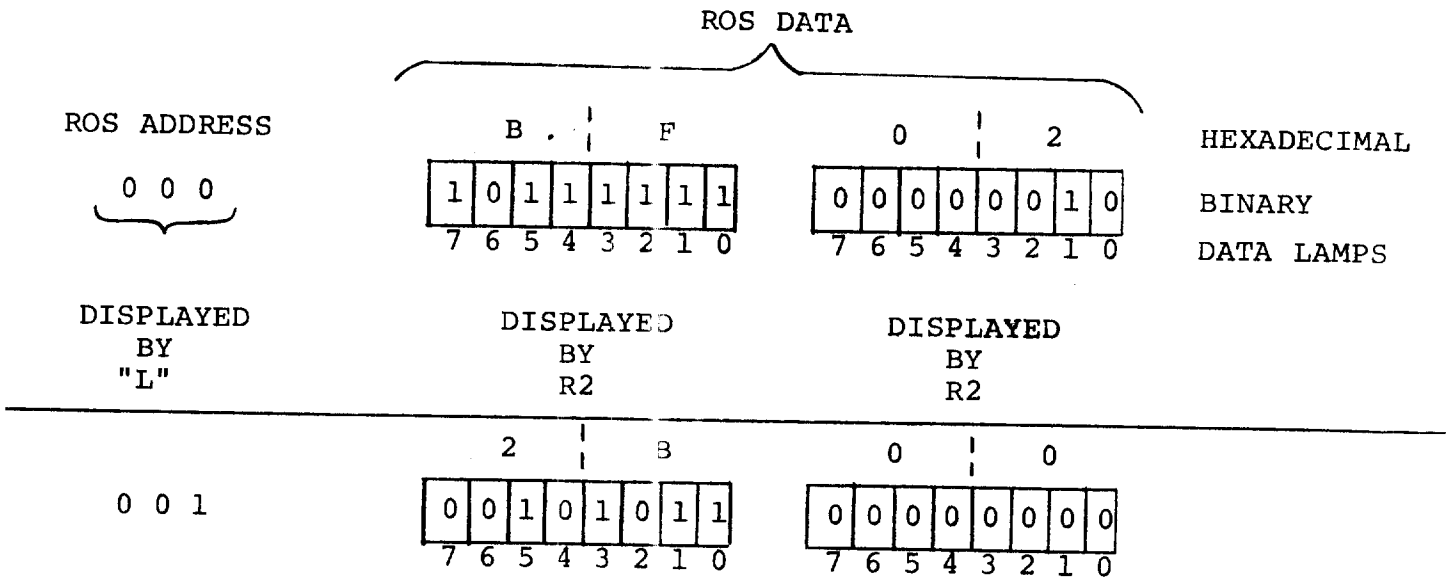 ROS DATA
ROS ADDRESS B . F 0 2 HEXADECIMAL
0 0 0 1 0 1 1 1 1 1 1 0 0 0 0 0 0 1 0 BINARY
7 6 5 4 3 2 1 0 7 6 5 4 3 2 1 0 DATA LAMPS
DISPLAYED DISPLAYED DISPLAYED
BY BY BY
"L" R2 R2
2 B 0 0
0 0 1 0 0 1 0 1 0 1 1 0 0 0 0 0 0 0 0
7 6 5 4 3 2 1 0 7 6 5 4 3 2 1 0